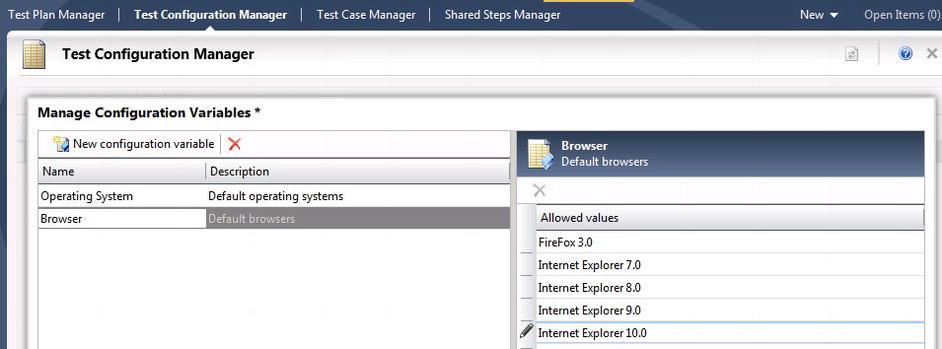 Test Plan Manager Test Configuration Manager Test Case Manager Shared Steps Manager New Open Items (0)
Test Configuration Manager
Manage Configuration Variables *
New configuration variable
Name Description
Operating System Default operating systems
Browser Default browsers
Browser
Default browsers
Allowed values
FireFox 3.0
Internet Explorer 7.0
Internet Explorer 8.0
Internet Explorer 9.0
Internet Explorer 10.0